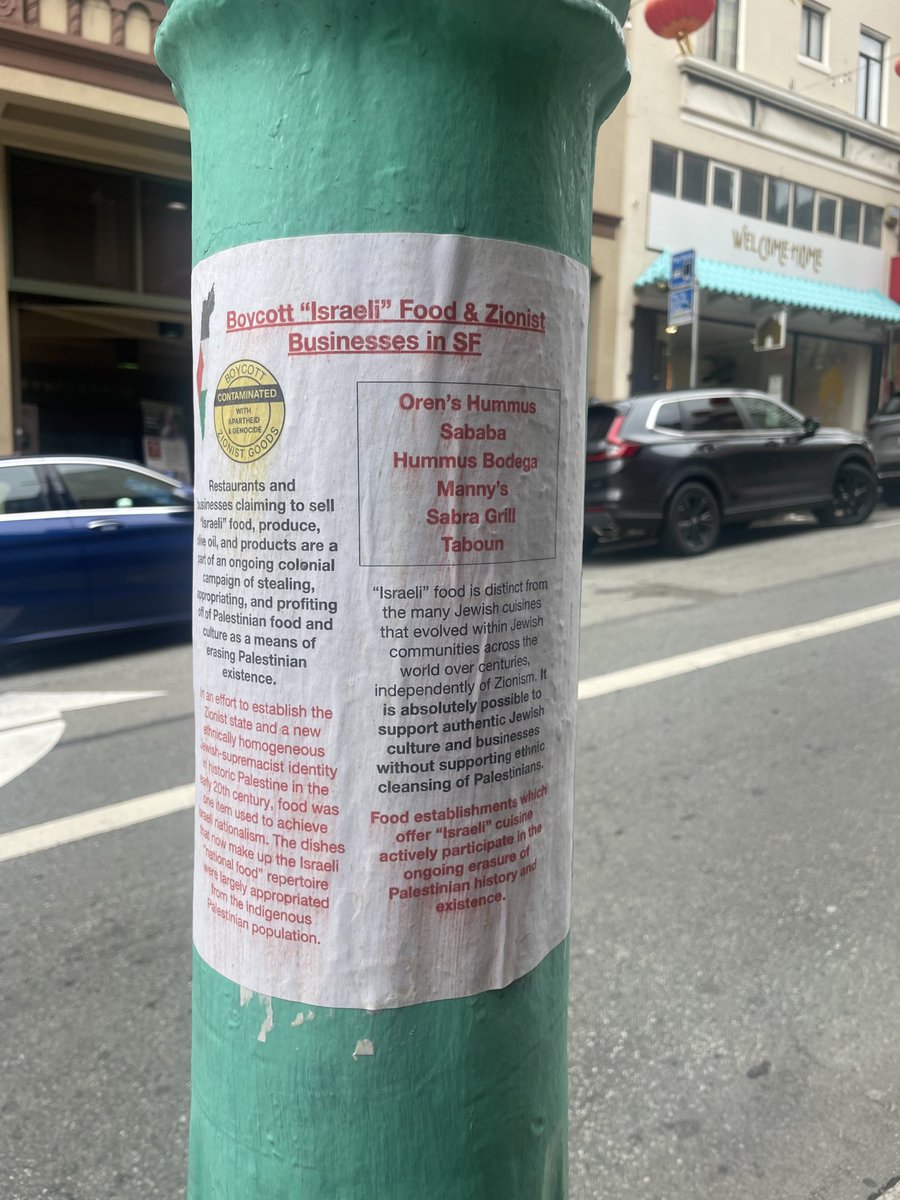 Boycott “Israeli” Food & Zionist
Businesses in SF
BOYCOTT
CONTAMINATED
WITH
APARTHEID
& GENOCIDE
ZIONIST GOODS
Restaurants and
businesses claiming to sell
“Israeli” food, produce,
olive oil, and products are a
part of an ongoing colonial
campaign of stealing,
appropriating, and profiting
off of Palestinian food and
culture as a means of
erasing Palestinian
existence.
In an effort to establish the
Zionist state and a new
ethnically homogeneous
Jewish-supremacist identity
in historic Palestine in the
early 20th century, food was
one item used to achieve
Israeli nationalism. The dishes
that now make up the Israeli
“national food” repertoire
were largely appropriated
from the indigenous
Palestinian population.
Oren’s Hummus
Sababa
Hummus Bodega
Manny’s
Sabra Grill
Taboun
“Israeli” food is distinct from
the many Jewish cuisines
that evolved within Jewish
communities across the
world over centuries,
independently of Zionism. It
is absolutely possible to
support authentic Jewish
culture and businesses
without supporting ethnic
cleansing of Palestinians.
Food establishments which
offer “Israeli” cuisine
actively participate in the
ongoing erasure of
Palestinian history and
existence.
WELCOME HOME